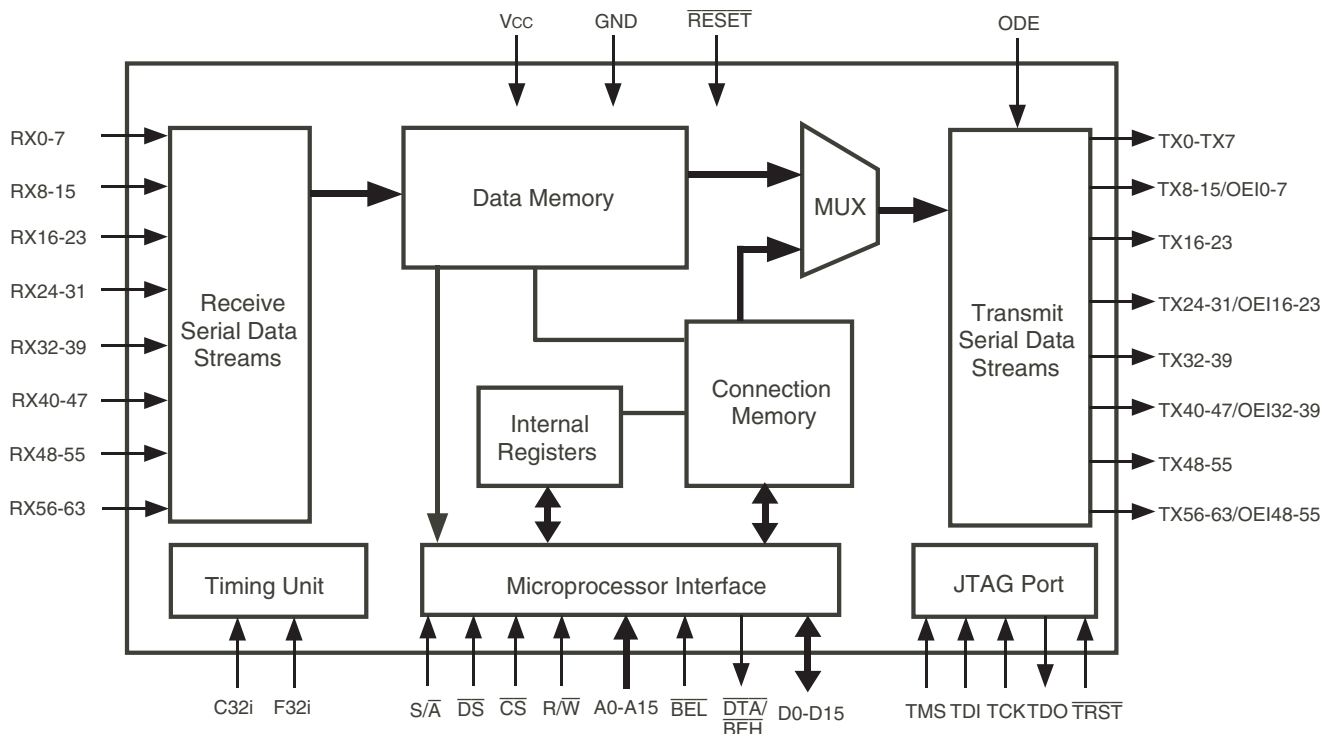 Vcc
GND
RESET
ODE
RX0-7
RX8-15
RX16-23
RX24-31
RX32-39
RX40-47
RX48-55
RX56-63
Receive
Serial Data
Streams
Data Memory
MUX
Internal
Registers
Connection
Memory
Transmit
Serial Data
Streams
TX0-TX7
TX8-15/OEI0-7
TX16-23
TX24-31/OEI16-23
TX32-39
TX40-47/OEI32-39
TX48-55
TX56-63/OEI48-55
Timing Unit
Microprocessor Interface
JTAG Port
C32i
F32i
S/A
DS
CS
R/W
A0-A15
BEL
DTA/
BEH
D0-D15
TMS
TDI
TCK
TDO
TRST